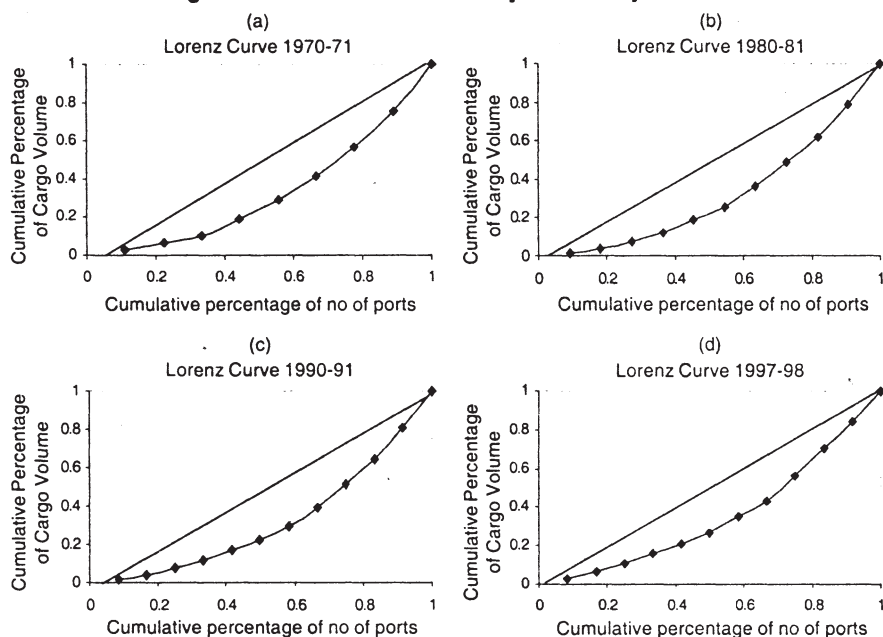 (a)
Lorenz Curve 1970-71
Cumulative Percentage
of Cargo Volume
1
0.8
0.6
0.4
0.2
0
0 0.2 0.4 0.6 0.8 1
Cumulative percentage of no of ports
(b)
Lorenz Curve 1980-81
Cumulative Percentage
of Cargo Volume
1
0.8
0.6
0.4
0.2
0
0 0.2 0.4 0.6 0.8 1
Cumulative percentage of no of ports
(c)
Lorenz Curve 1990-91
Cumulative Percentage
of Cargo Volume
1
0.8
0.6
0.4
0.2
0
0 0.2 0.4 0.6 0.8 1
Cumulative percentage of no of ports
(d)
Lorenz Curve 1997-98
Cumulative Percentage
of Cargo Volume
1
0.8
0.6
0.4
0.2
0
0 0.2 0.4 0.6 0.8 1
Cumulative percentage of no of ports